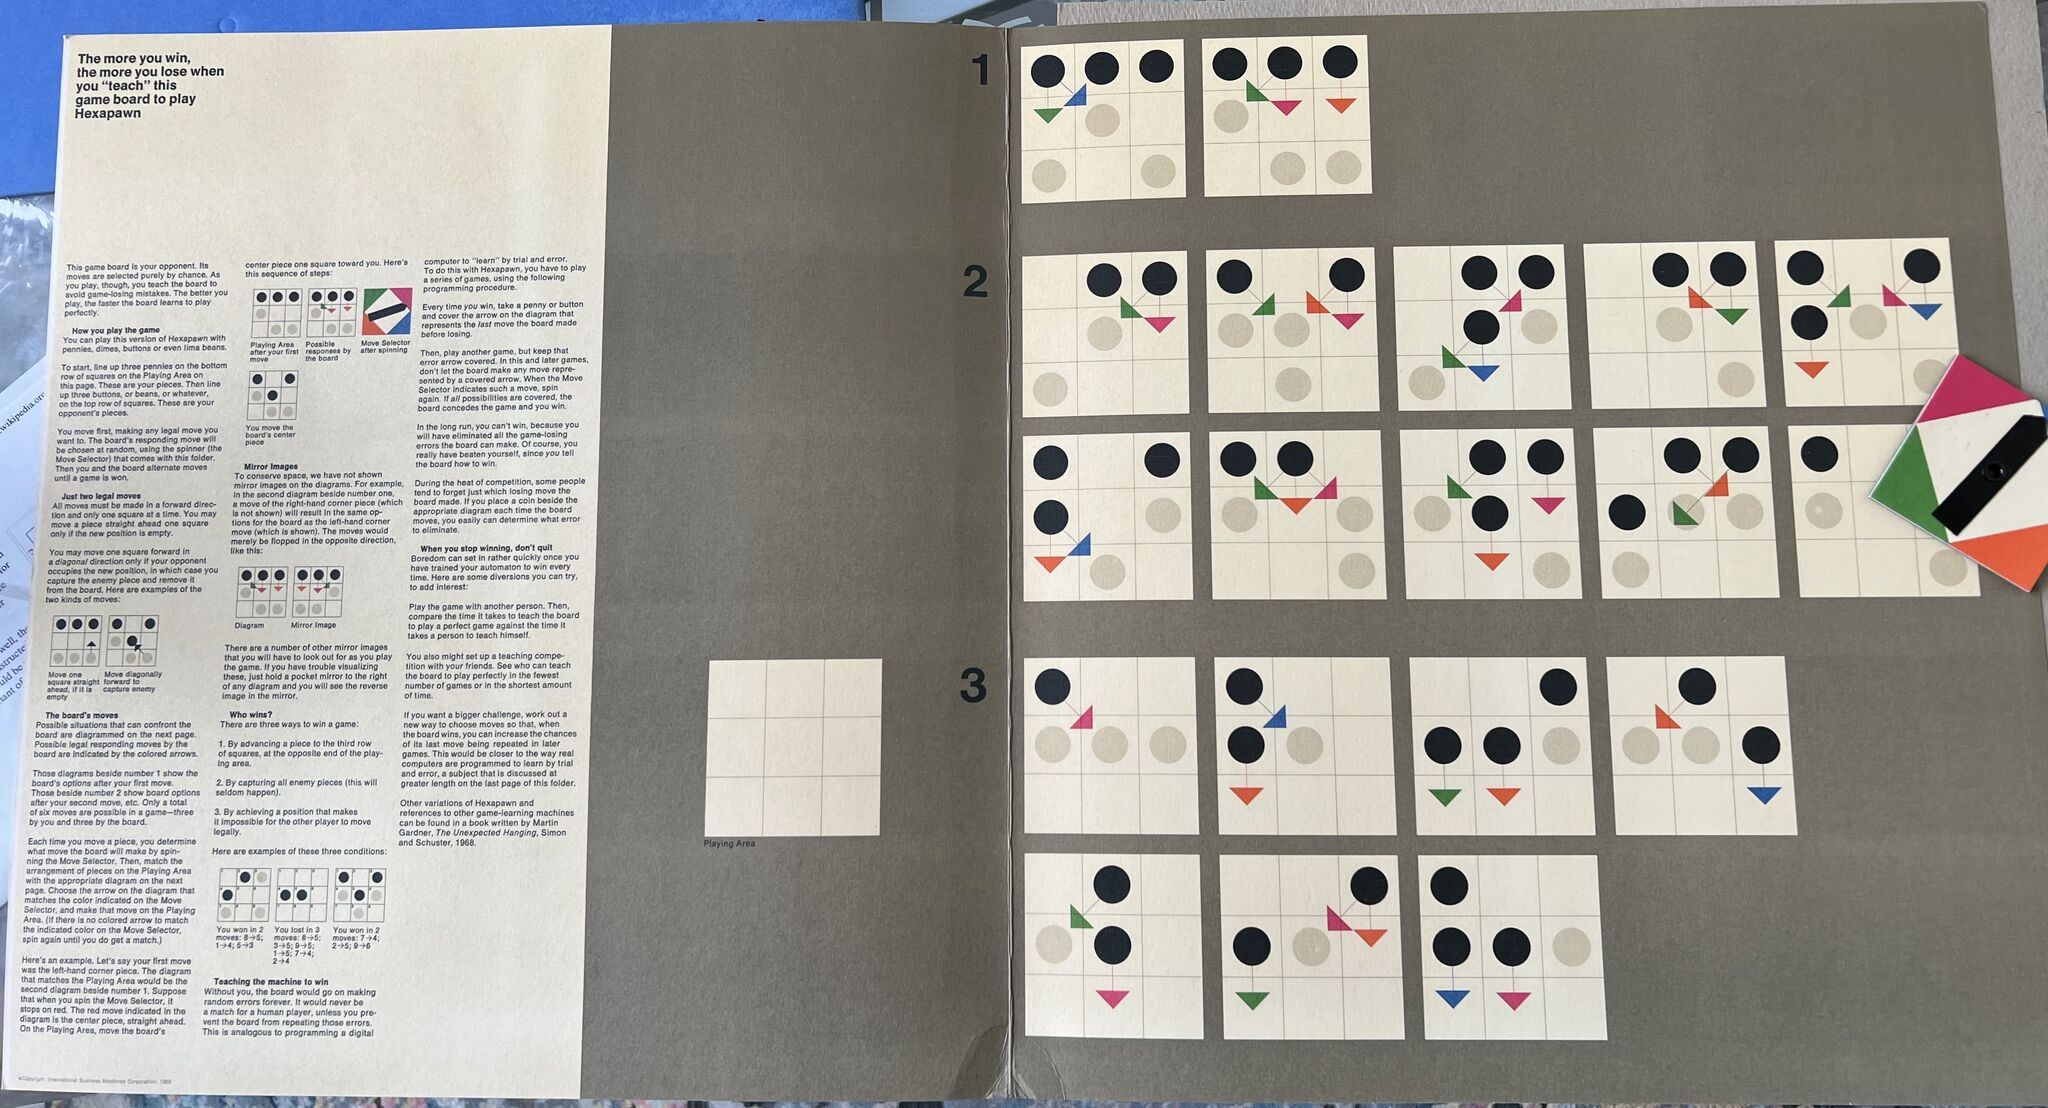 The more you win,
the more you lose when
you “teach” this
game board to play
Hexapawn
This game board is your opponent. Its
moves are selected purely by chance. As
you play, though, you teach the board to
avoid game-losing mistakes. The better you
play, the faster the board learns to play
perfectly.
How you play the game
You can play this version of Hexapawn with
pennies, dimes, buttons or even lima beans.
To start, line up three pennies on the bottom
row of squares on the Playing Area on
this page. These are your pieces. Then line
up three buttons, or beans, or whatever,
on the top row of squares. These are your
opponent's pieces.
You move first, making any legal move you
want to. The board's responding move will
be chosen at random, using the spinner (the
Move Selector) that comes with this folder.
Then you and the board alternate moves
until a game is won.
Just two legal moves
All moves must be made in a forward direc-
tion and only one square at a time. You may
move a piece straight ahead one square
only if the new position is empty.
You may move one square forward in
a diagonal direction only if your opponent
occupies the new position, in which case you
capture the enemy piece and remove it
from the board. Here are examples of the
two kinds of moves:
Move one
square straight
ahead, if it is
empty
Move diagonally
forward to
capture enemy
The board's moves
Possible situations that can confront the
board are diagrammed on the next page.
Possible legal responding moves by the
board are indicated by the colored arrows.
Those diagrams beside number 1 show the
board's options after your first move.
Those beside number 2 show board options
after your second move, etc. Only a total
of six moves are possible in a game—three
by you and three by the board.
Each time you move a piece, you determine
what move the board will make by spin-
ning the Move Selector. Then, match the
arrangement of pieces on the Playing Area
with the appropriate diagram on the next
page. Choose the arrow on the diagram that
matches the color indicated on the Move
Selector, and make that move on the Playing
Area. (If there is no colored arrow to match
the indicated color on the Move Selector,
spin again until you do get a match.)
Here's an example. Let's say your first move
was the left-hand corner piece. The diagram
that matches the Playing Area would be the
second diagram beside number 1. Suppose
that when you spin the Move Selector, it
stops on red. The red move indicated in the
diagram is the center piece, straight ahead.
On the Playing Area, move the board's
©Copyright, International Business Machines Corporation, 1969
center piece one square toward you. Here's
this sequence of steps:
Playing Area
after your first
move
Possible
responses by
the board
Move Selector
after spinning
You move the
board's center
piece
Mirror Images
To conserve space, we have not shown
mirror images on the diagrams. For example,
in the second diagram beside number one,
a move of the right-hand corner piece (which
is not shown) will result in the same op-
tions for the board as the left-hand corner
move (which is shown). The moves would
merely be flopped in the opposite direction,
like this:
Diagram
Mirror Image
There are a number of other mirror images
that you will have to look out for as you play
the game. If you have trouble visualizing
these, just hold a pocket mirror to the right
of any diagram and you will see the reverse
image in the mirror.
Who wins?
There are three ways to win a game:
1. By advancing a piece to the third row
of squares, at the opposite end of the play-
ing area.
2. By capturing all enemy pieces (this will
seldom happen).
3. By achieving a position that makes
it impossible for the other player to move
legally.
Here are examples of these three conditions:
You won in 2
moves: 8→5;
1→4; 5→3
You lost in 3
moves: 8→5;
3→5; 9→5;
1→5; 7→4;
2→4
You won in 2
moves: 7→4;
2→5; 9→6
Teaching the machine to win
Without you, the board would go on making
random errors forever. It would never be
a match for a human player, unless you pre-
vent the board from repeating those errors.
This is analogous to programming a digital
computer to “learn” by trial and error.
To do this with Hexapawn, you have to play
a series of games, using the following
programming procedure.
Every time you win, take a penny or button
and cover the arrow on the diagram that
represents the last move the board made
before losing.
Then, play another game, but keep that
error arrow covered. In this and later games,
don't let the board make any move repre-
sented by a covered arrow. When the Move
Selector indicates such a move, spin
again. If all possibilities are covered, the
board concedes the game and you win.
In the long run, you can't win, because you
will have eliminated all the game-losing
errors the board can make. Of course, you
really have beaten yourself, since you tell
the board how to win.
During the heat of competition, some people
tend to forget just which losing move the
board made. If you place a coin beside the
appropriate diagram each time the board
moves, you easily can determine what error
to eliminate.
When you stop winning, don't quit
Boredom can set in rather quickly once you
have trained your automaton to win every
time. Here are some diversions you can try,
to add interest:
Play the game with another person. Then,
compare the time it takes to teach the board
to play a perfect game against the time it
takes a person to teach himself.
You also might set up a teaching compe-
tition with your friends. See who can teach
the board to play perfectly in the fewest
number of games or in the shortest amount
of time.
If you want a bigger challenge, work out a
new way to choose moves so that, when
the board wins, you can increase the chances
of its last move being repeated in later
games. This would be closer to the way real
computers are programmed to learn by trial
and error, a subject that is discussed at
greater length on the last page of this folder.
Other variations of Hexapawn and
references to other game-learning machines
can be found in a book written by Martin
Gardner, The Unexpected Hanging, Simon
and Schuster, 1968.
Playing Area
1
2
3